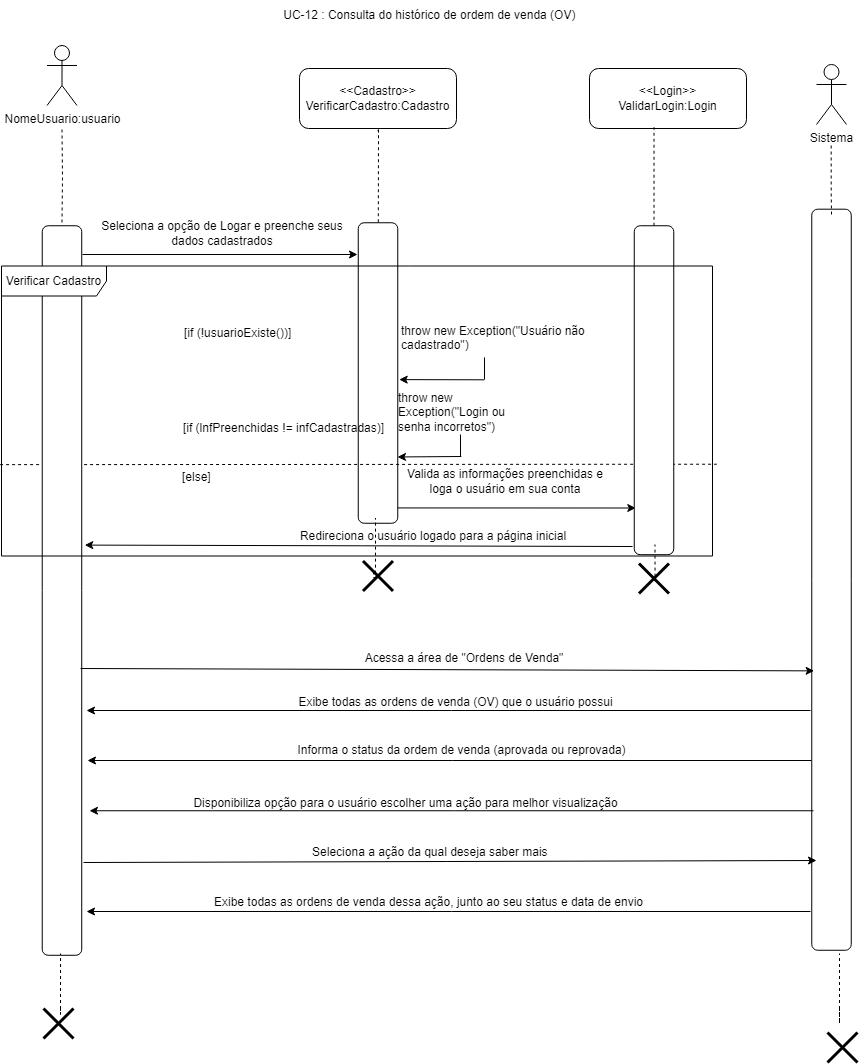 UC-12 : Consulta do histórico de ordem de venda (OV)
NomeUsuario:usuario
<<Cadastro>>
VerificarCadastro:Cadastro
<<Login>>
ValidarLogin:Login
Sistema
Seleciona a opção de Logar e preenche seus
dados cadastrados
Verificar Cadastro
[if (!usuarioExiste())]
throw new Exception("Usuário não
cadastrado")
[if (InfPreenchidas != infCadastradas)]
throw new
Exception("Login ou
senha incorretos")
[else]
Valida as informações preenchidas e
loga o usuário em sua conta
Redireciona o usuário logado para a página inicial
Acessa a área de "Ordens de Venda"
Exibe todas as ordens de venda (OV) que o usuário possui
Informa o status da ordem de venda (aprovada ou reprovada)
Disponibiliza opção para o usuário escolher uma ação para melhor visualização
Seleciona a ação da qual deseja saber mais
Exibe todas as ordens de venda dessa ação, junto ao seu status e data de envio